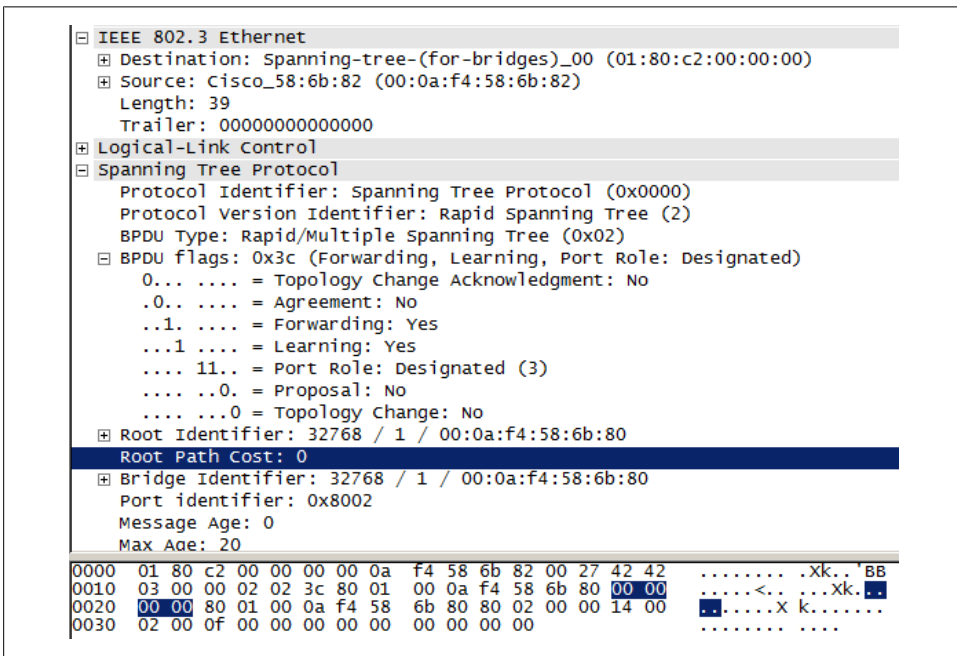 IEEE 802.3 Ethernet
Destination: Spanning-tree-(for-bridges)_00 (01:80:c2:00:00:00)
Source: Cisco_58:6b:82 (00:0a:f4:58:6b:82)
Length: 39
Trailer: 00000000000000
Logical-Link Control
Spanning Tree Protocol
Protocol Identifier: Spanning Tree Protocol (0x0000)
Protocol Version Identifier: Rapid Spanning Tree (2)
BPDU Type: Rapid/Multiple Spanning Tree (0x02)
BPDU flags: 0x3c (Forwarding, Learning, Port Role: Designated)
0... .... = Topology Change Acknowledgment: No
.0.. .... = Agreement: No
..1. .... = Forwarding: Yes
...1 .... = Learning: Yes
.... 11.. = Port Role: Designated (3)
.... ..0. = Proposal: No
.... ...0 = Topology Change: No
Root Identifier: 32768 / 1 / 00:0a:f4:58:6b:80
Root Path Cost: 0
Bridge Identifier: 32768 / 1 / 00:0a:f4:58:6b:80
Port identifier: 0x8002
Message Age: 0
Max Age: 20
0000 01 80 c2 00 00 00 00 0a f4 58 6b 82 00 27 42 42 ........ .Xk..'BB
0010 03 00 00 02 02 3c 80 01 00 0a f4 58 6b 80 00 00 .....<.. ...Xk...
0020 00 00 80 01 00 0a f4 58 6b 80 80 02 00 00 14 00 .......X k.......
0030 02 00 0f 00 00 00 00 00 00 00 00 00 ........ ....